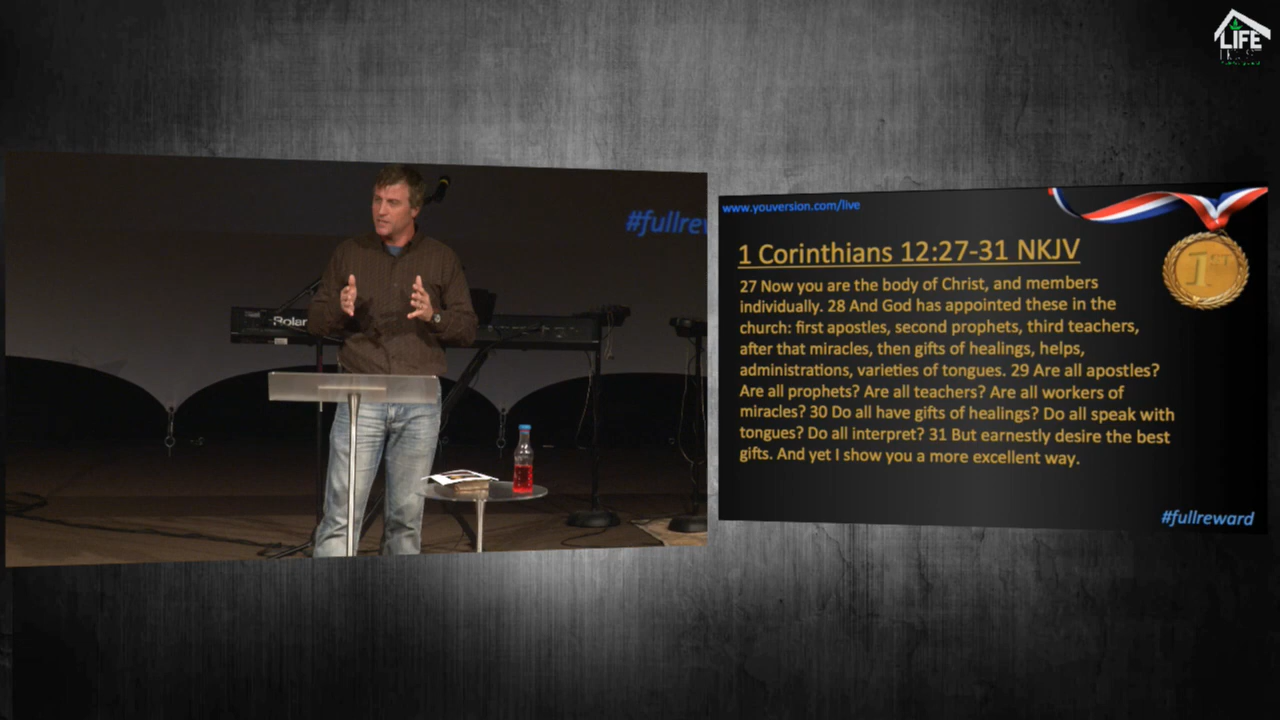 LIFE
#fullrew
Roland
www.youversion.com/live
1 Corinthians 12:27-31 NKJV
27 Now you are the body of Christ, and members
individually. 28 And God has appointed these in the
church: first apostles, second prophets, third teachers,
after that miracles, then gifts of healings, helps,
administrations, varieties of tongues. 29 Are all apostles?
Are all prophets? Are all teachers? Are all workers of
miracles? 30 Do all have gifts of healings? Do all speak with
tongues? Do all interpret? 31 But earnestly desire the best
gifts. And yet I show you a more excellent way.
1ST
#fullreward